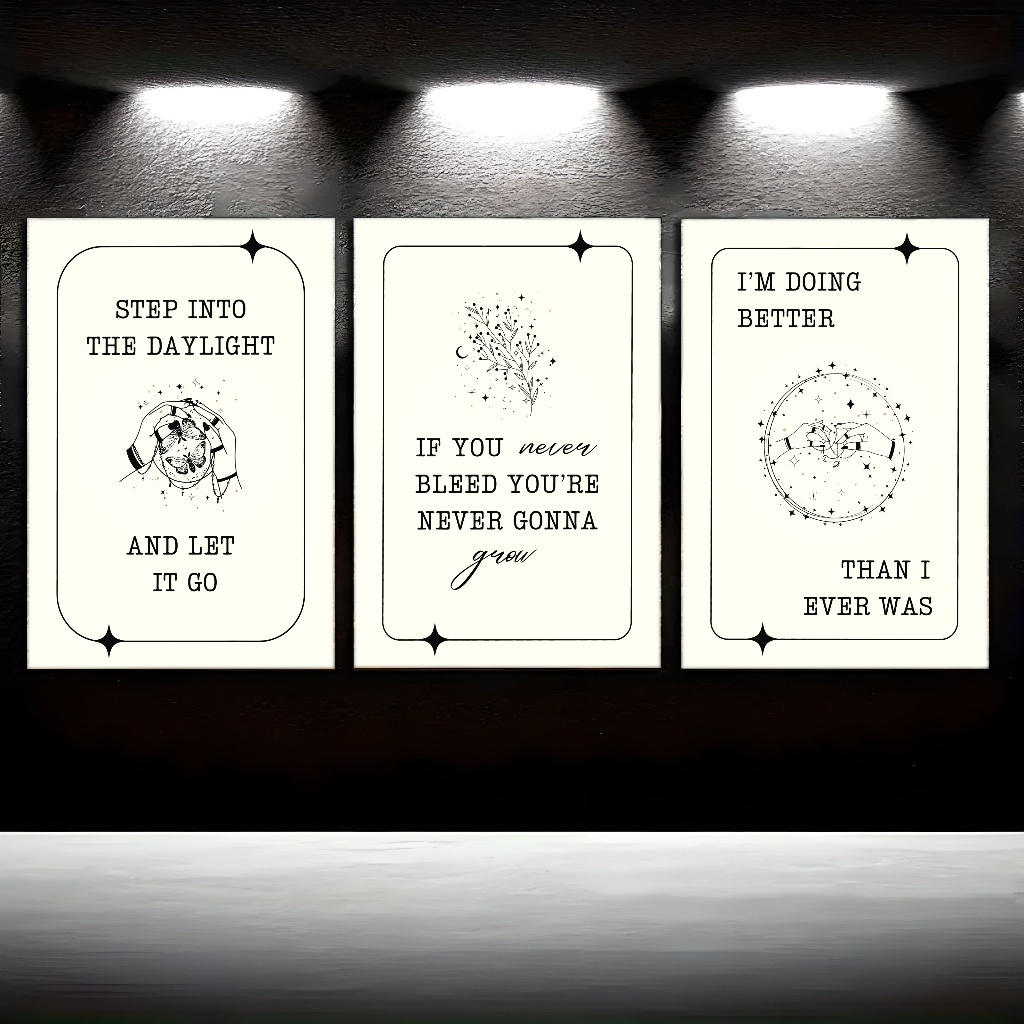 STEP INTO
THE DAYLIGHT
AND LET
IT GO
IF YOU never
BLEED YOU'RE
NEVER GONNA
grow
I'M DOING
BETTER
THAN I
EVER WAS